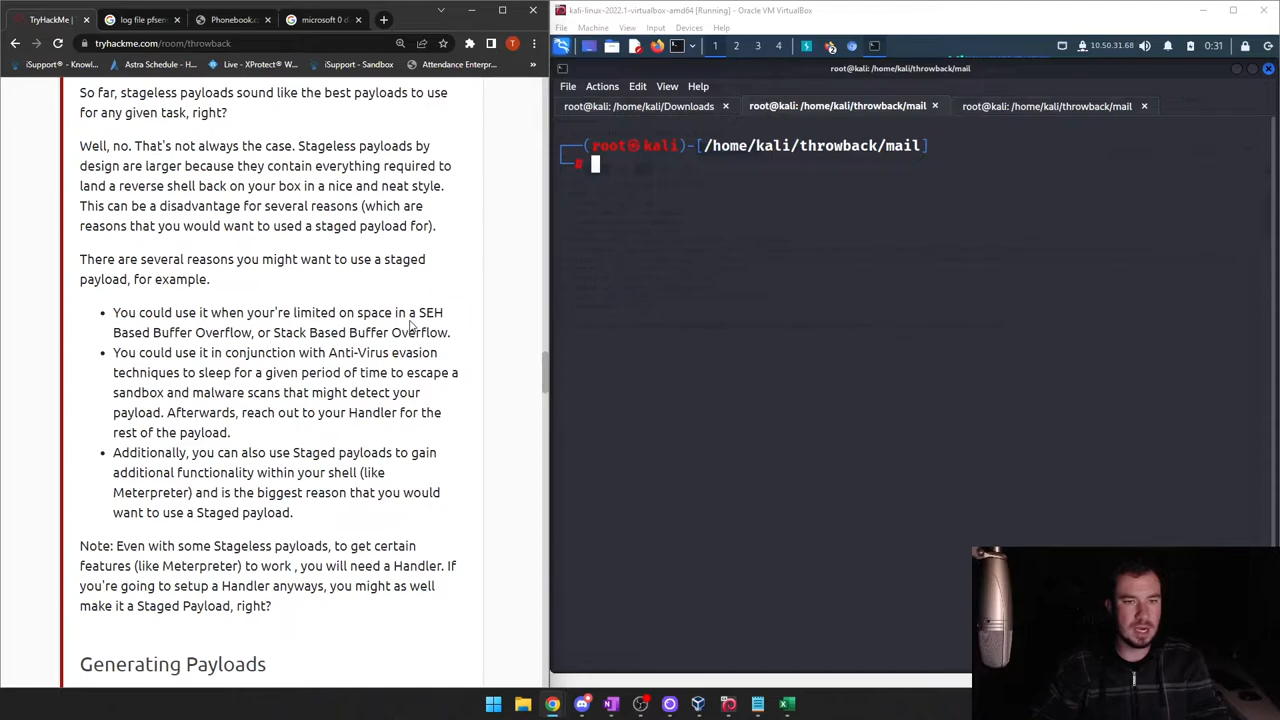 TryHackMe |
log file pfsens
Phonebook.c
microsoft 0 d
tryhackme.com/room/throwback
iSupport® - Knowl...
Astra Schedule - H...
Live - XProtect® W...
iSupport - Sandbox
Attendance Enterpr...
»
So far, stageless payloads sound like the best payloads to use
for any given task, right?
Well, no. That's not always the case. Stageless payloads by
design are larger because they contain everything required to
land a reverse shell back on your box in a nice and neat style.
This can be a disadvantage for several reasons (which are
reasons that you would want to used a staged payload for).
There are several reasons you might want to use a staged
payload, for example.
• You could use it when your're limited on space in a SEH
Based Buffer Overflow, or Stack Based Buffer Overflow.
• You could use it in conjunction with Anti-Virus evasion
techniques to sleep for a given period of time to escape a
sandbox and malware scans that might detect your
payload. Afterwards, reach out to your Handler for the
rest of the payload.
• Additionally, you can also use Staged payloads to gain
additional functionality within your shell (like
Meterpreter) and is the biggest reason that you would
want to use a Staged payload.
Note: Even with some Stageless payloads, to get certain
features (like Meterpreter) to work , you will need a Handler. If
you're going to setup a Handler anyways, you might as well
make it a Staged Payload, right?
Generating Payloads
kali-linux-2022.1-virtualbox-amd64 [Running] - Oracle VM VirtualBox
File Machine View Input Devices Help
1 2 3 4
10.50.31.68
0:31
root@kali: /home/kali/throwback/mail
File Actions Edit View Help
root@kali: /home/kali/Downloads
root@kali: /home/kali/throwback/mail
root@kali: /home/kali/throwback/mail
(root㉿kali)-[/home/kali/throwback/mail]
#